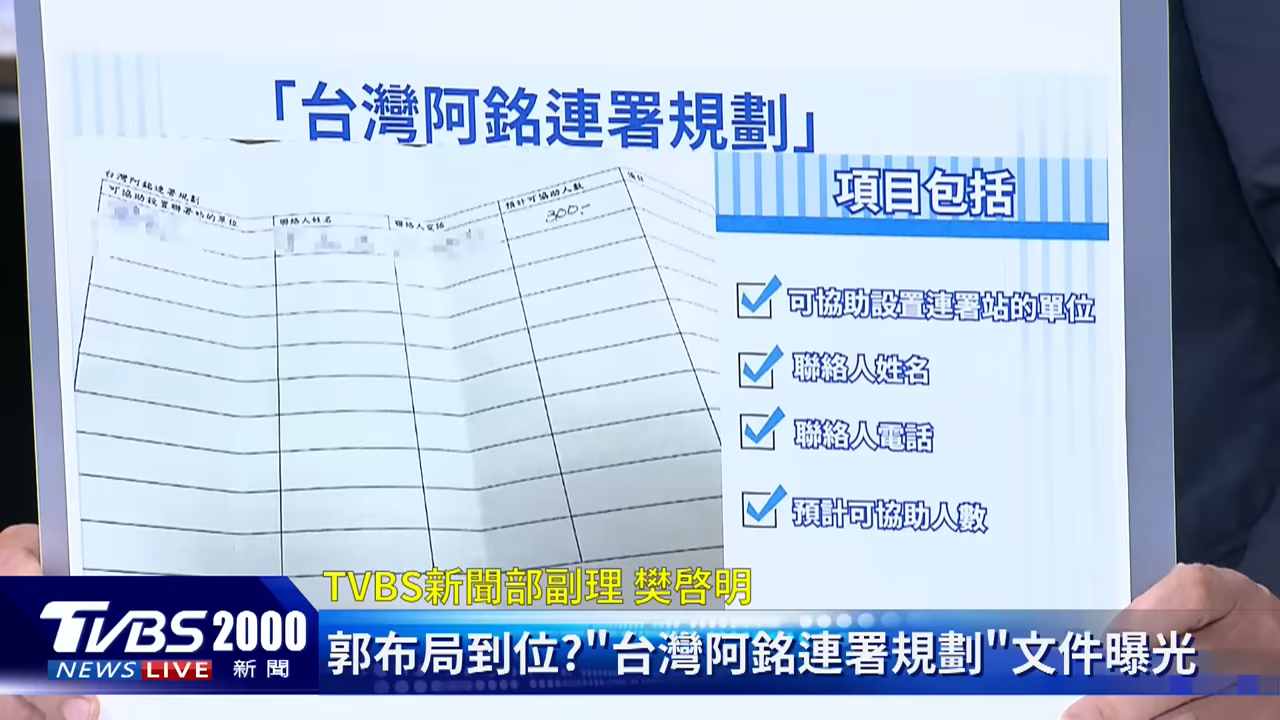 「台灣阿銘連署規劃」
台灣阿銘連署規劃
可協助設置聯署站的單位
聯絡人姓名
聯絡人電話
預計可協助人數
300.-
項目包括
可協助設置連署站的單位
聯絡人姓名
聯絡人電話
預計可協助人數
TVBS新聞部副理 樊啓明
TVBS 2000
NEWS LIVE 新聞
郭布局到位?"台灣阿銘連署規劃"文件曝光